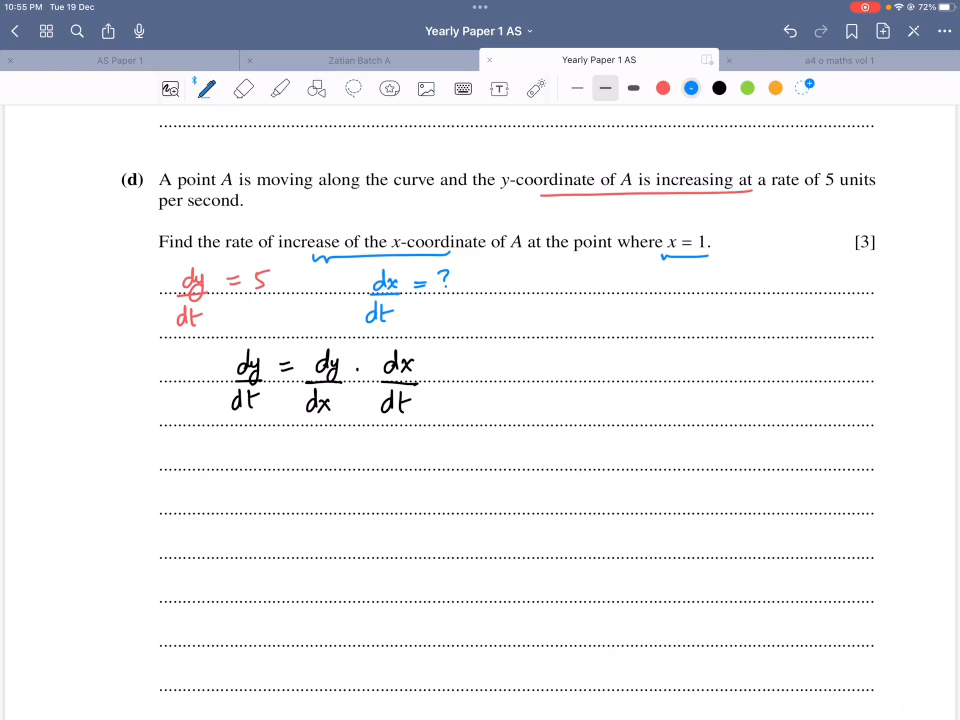 10:55 PM Tue 19 Dec 72%
Yearly Paper 1 AS
AS Paper 1 Zatian Batch A Yearly Paper 1 AS a4 o maths vol 1
(d) A point A is moving along the curve and the y-coordinate of A is increasing at a rate of 5 units
per second.
Find the rate of increase of the x-coordinate of A at the point where x = 1. [3]
dy/dt = 5 dx/dt = ?
dy/dt = dy/dx · dx/dt